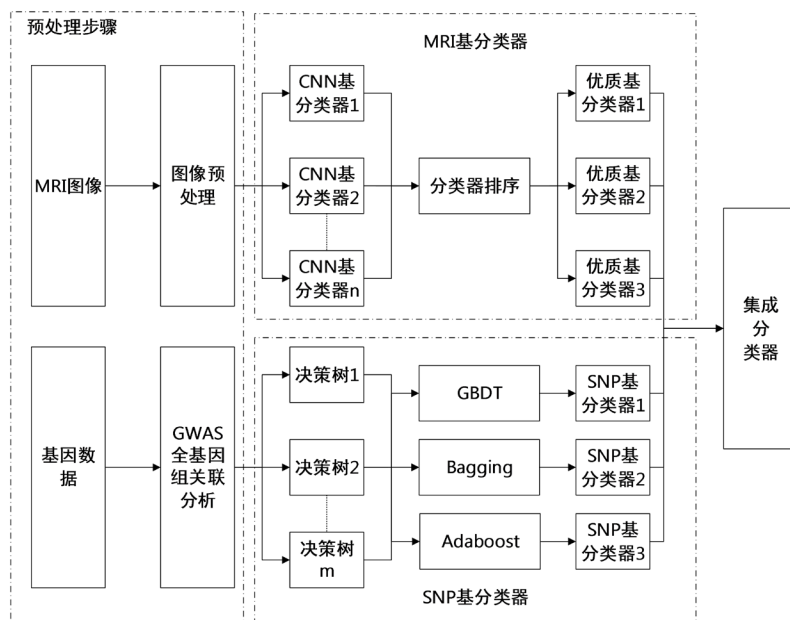 预处理步骤
MRI基分类器
MRI图像
图像预
处理
CNN基
分类器1
CNN基
分类器2
CNN基
分类器n
分类器排序
优质基
分类器1
优质基
分类器2
优质基
分类器3
集成
分
类器
基因数
据
GWAS
全基因
组关联
分析
决策树1
决策树2
决策树
m
GBDT
Bagging
Adaboost
SNP基
分类器1
SNP基
分类器2
SNP基
分类器3
SNP基分类器